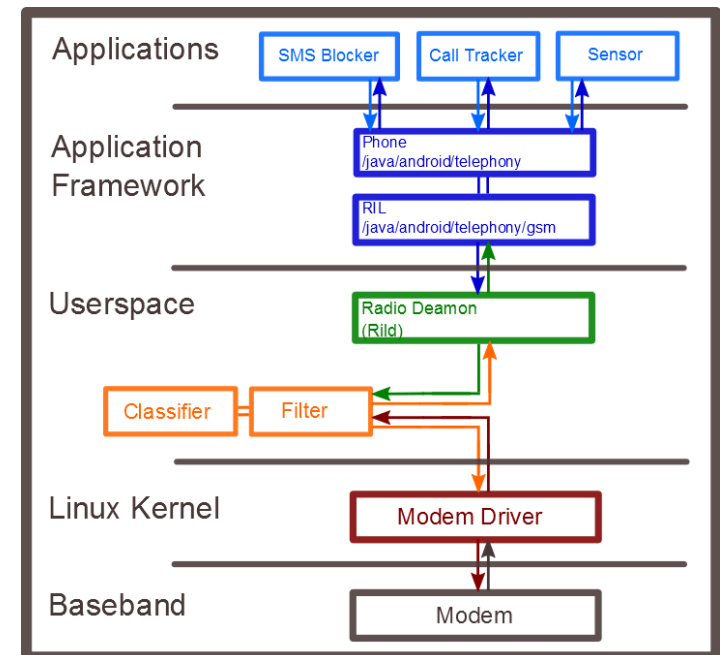 Applications
SMS Blocker
Call Tracker
Sensor
Application
Framework
Phone
/java/android/telephony
RIL
/java/android/telephony/gsm
Userspace
Radio Deamon
(Rild)
Classifier
Filter
Linux Kernel
Modem Driver
Baseband
Modem